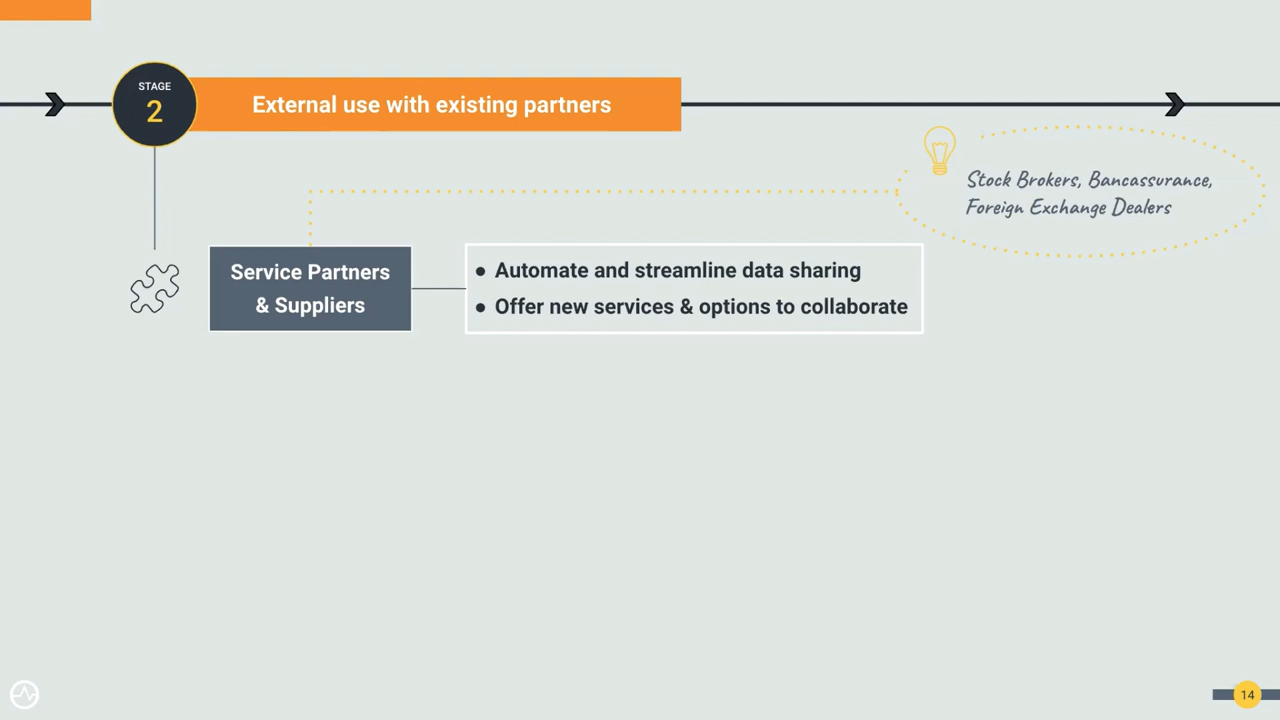 STAGE
2
External use with existing partners
Stock Brokers, Bancassurance,
Foreign Exchange Dealers
Service Partners
& Suppliers
● Automate and streamline data sharing
● Offer new services & options to collaborate
14